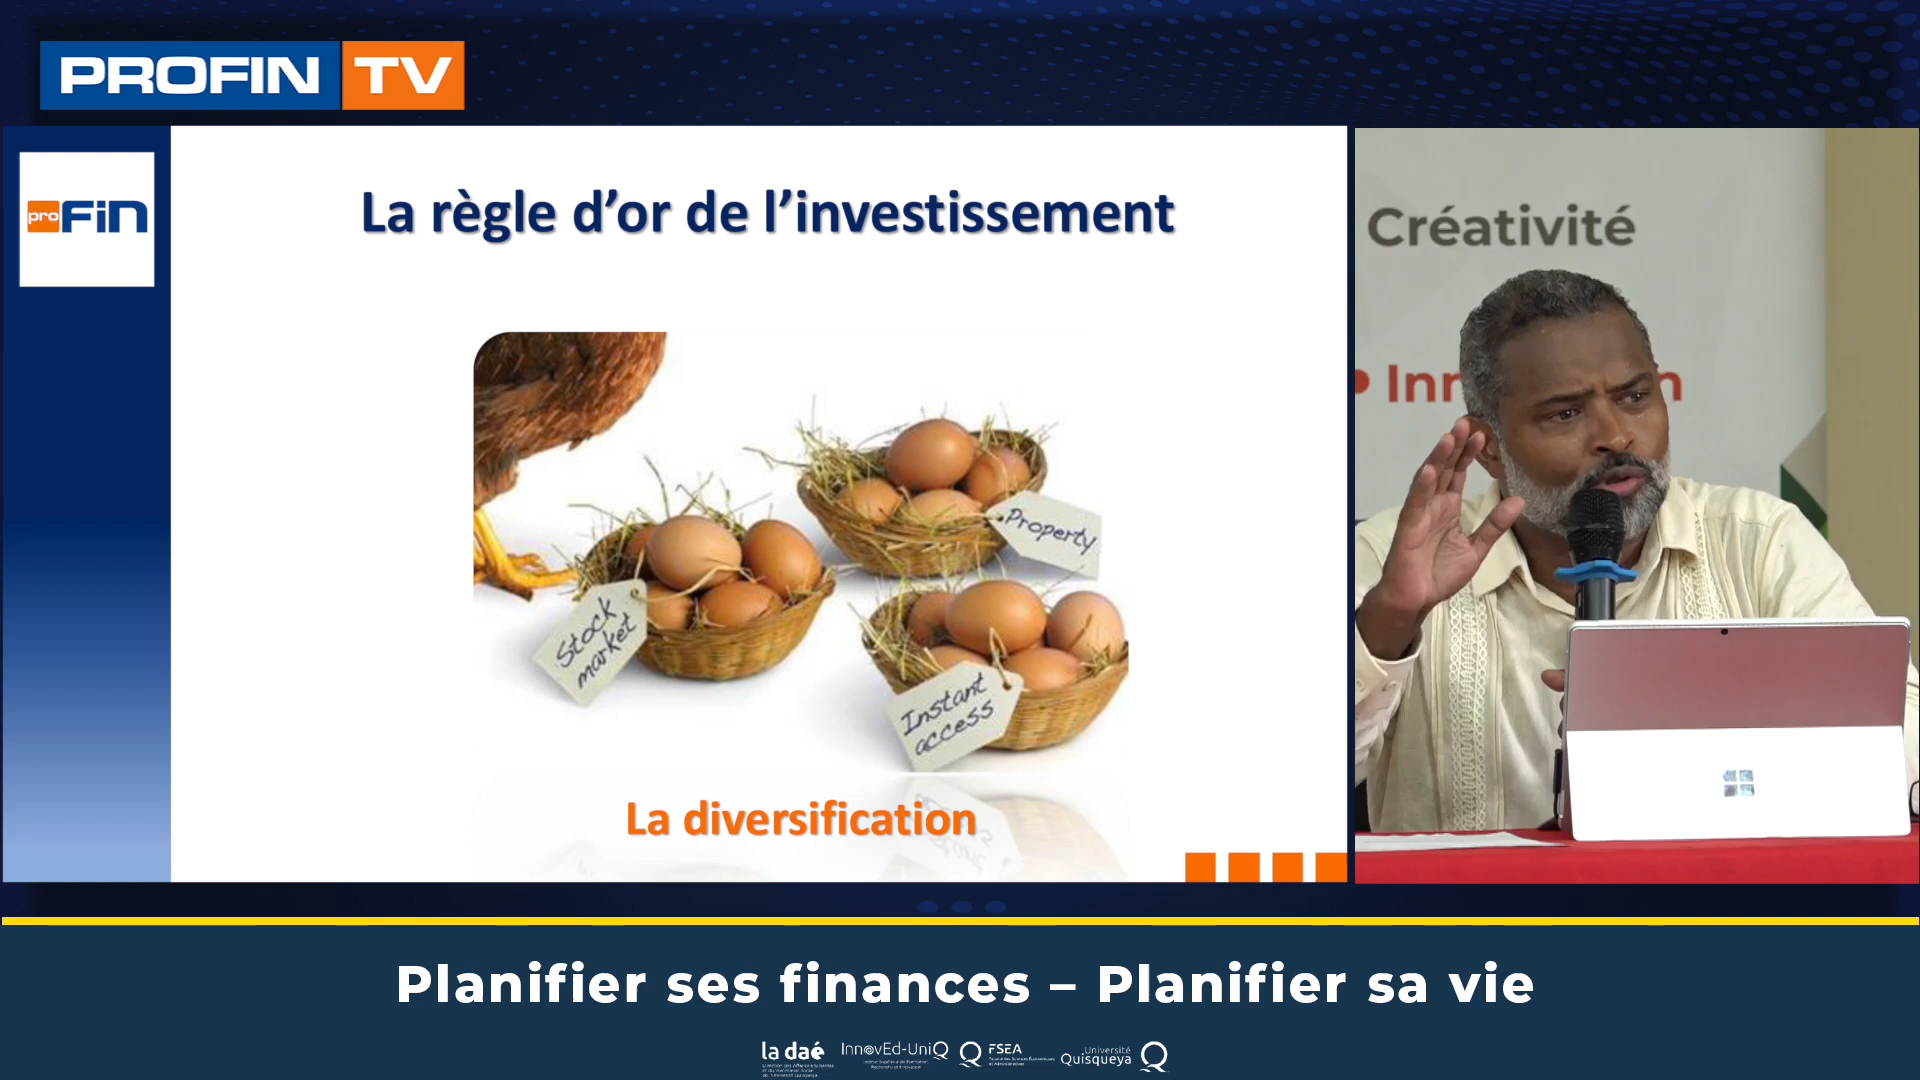 PROFIN TV
proFin
La règle d’or de l’investissement
Property
Stock
market
Instant
access
La diversification
Créativité
Planifier ses finances – Planifier sa vie
la daé
InnovEd-UniQ
FSEA
Université
Quisqueya